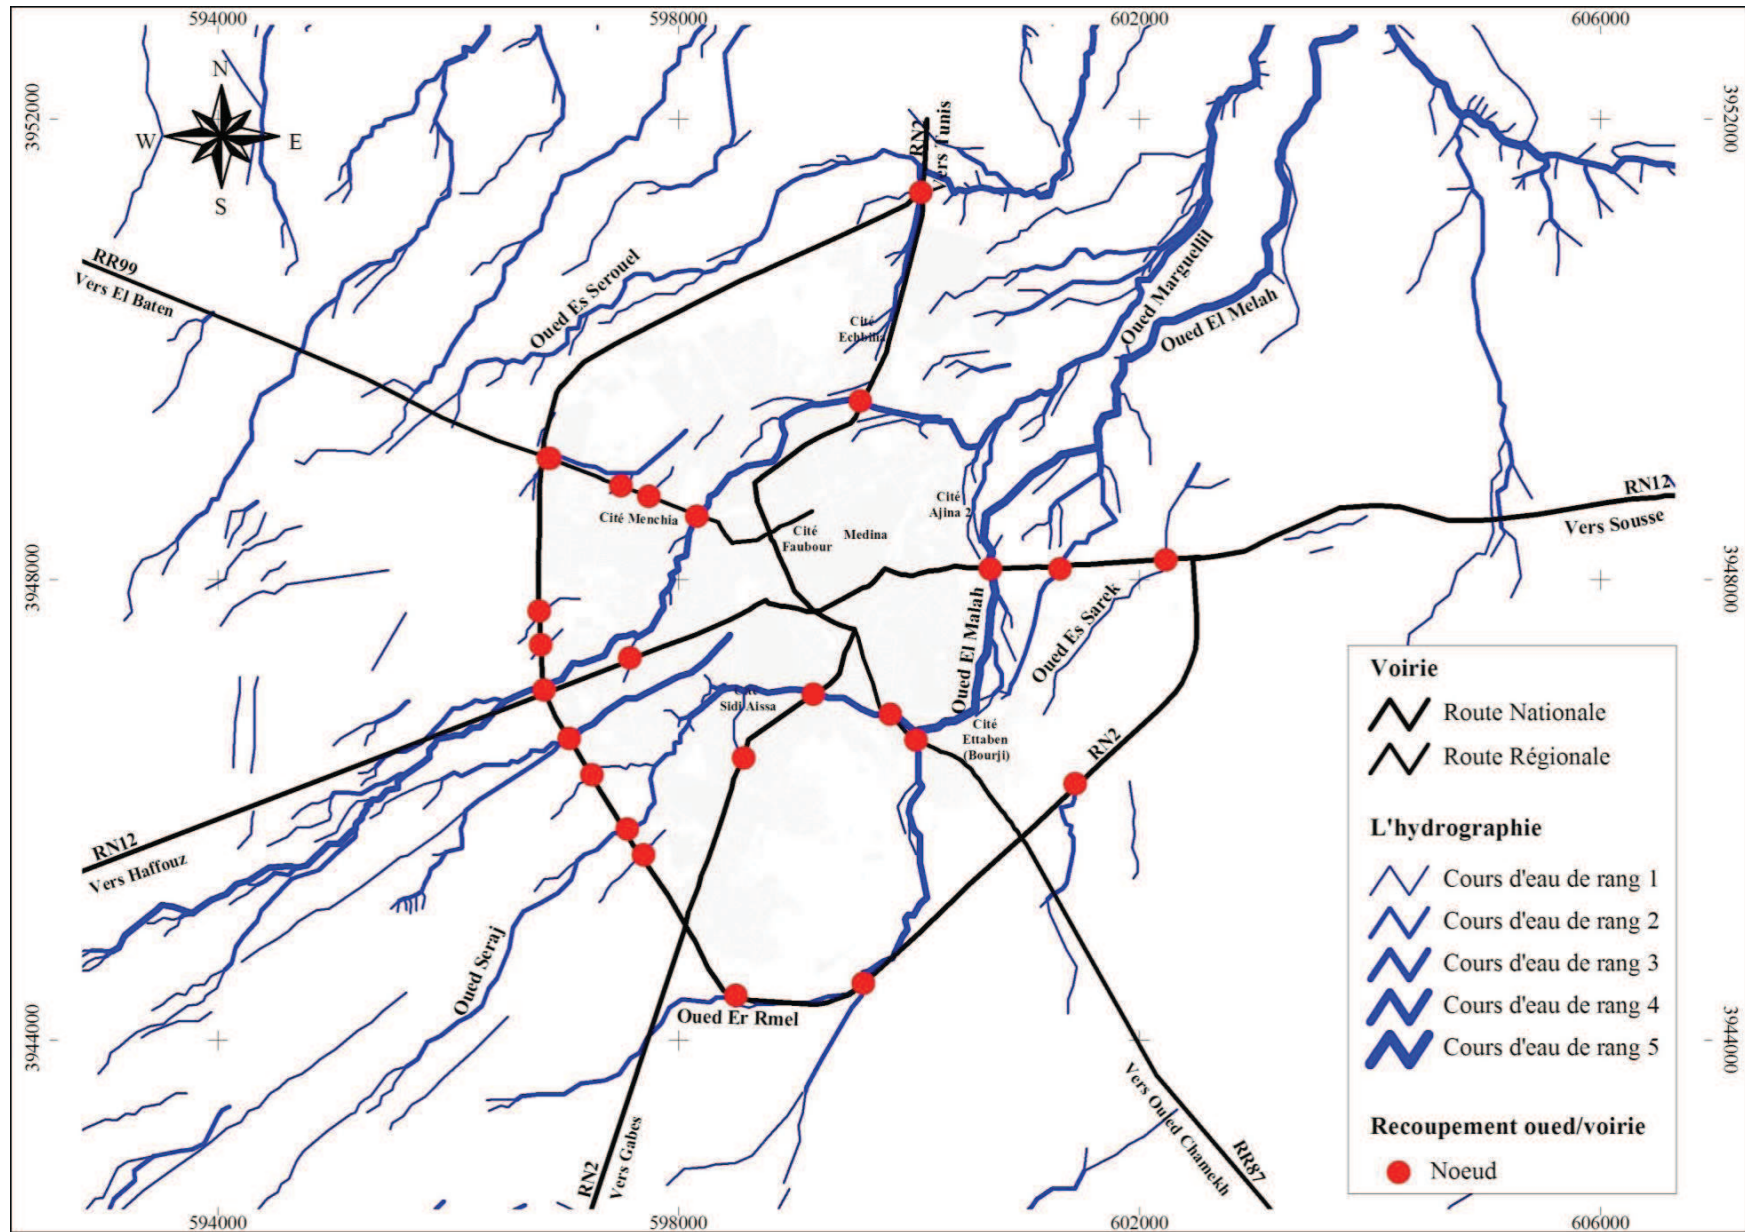 594000
598000
602000
606000
3952000
3952000
N
W
E
S
RN2
Vers Tunis
RR99
Vers El Baten
Oued Es Serouel
Oued Marguellil
Oued El Melah
Cité
Echbilia
RN12
Vers Sousse
Cité Menchia
Cité
Faubour
Medina
Cité
Ajina 2
3948000
3948000
Oued El Malah
Oued Es Sarek
Sidi Aissa
Cité
Ettaben
(Bourji)
RN2
RN12
Vers Haffouz
Oued Seraj
Oued Er Rmel
3944000
3944000
RN2
Vers Gabes
Vers Oued Chamekh
RR87
Voirie
Route Nationale
Route Régionale
L'hydrographie
Cours d'eau de rang 1
Cours d'eau de rang 2
Cours d'eau de rang 3
Cours d'eau de rang 4
Cours d'eau de rang 5
Recoupement oued/voirie
Noeud
594000
598000
602000
606000